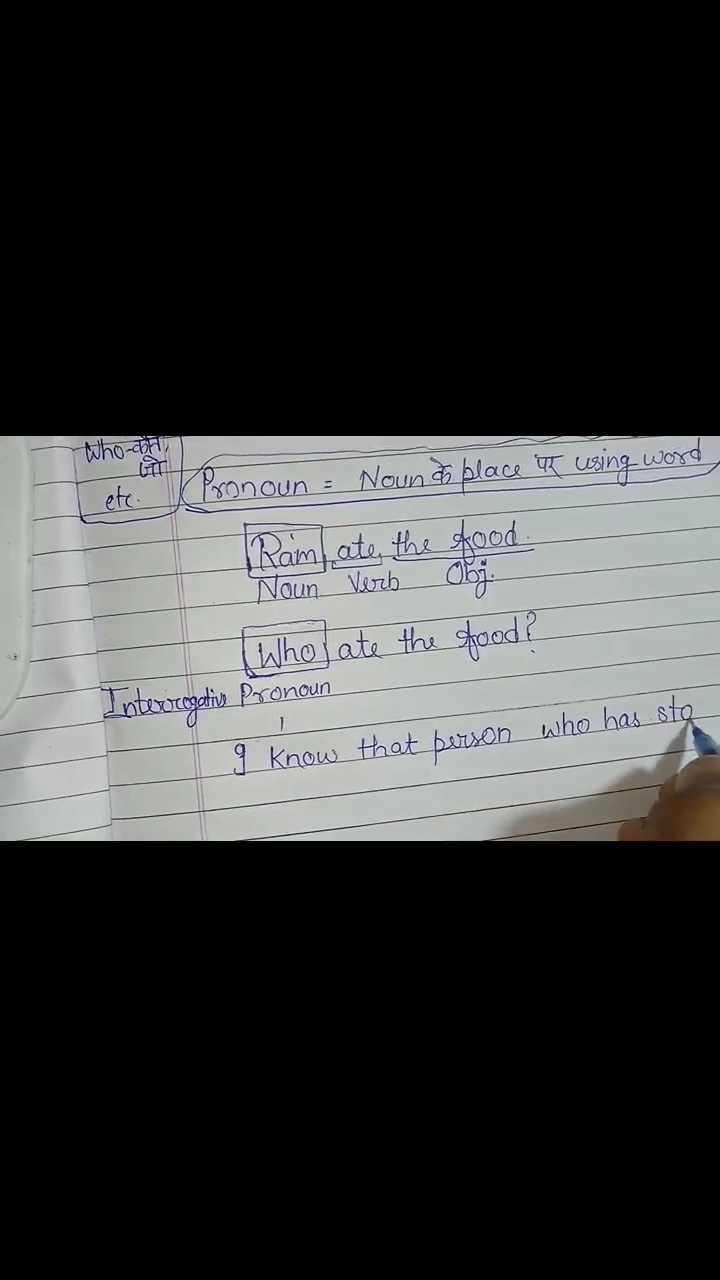 Who-कौन,
जो
etc.
Pronoun = Noun के place पर using word
Ram ate the food.
Noun Verb Obj.
Who ate the food?
Interrogative Pronoun
I know that person who has sto